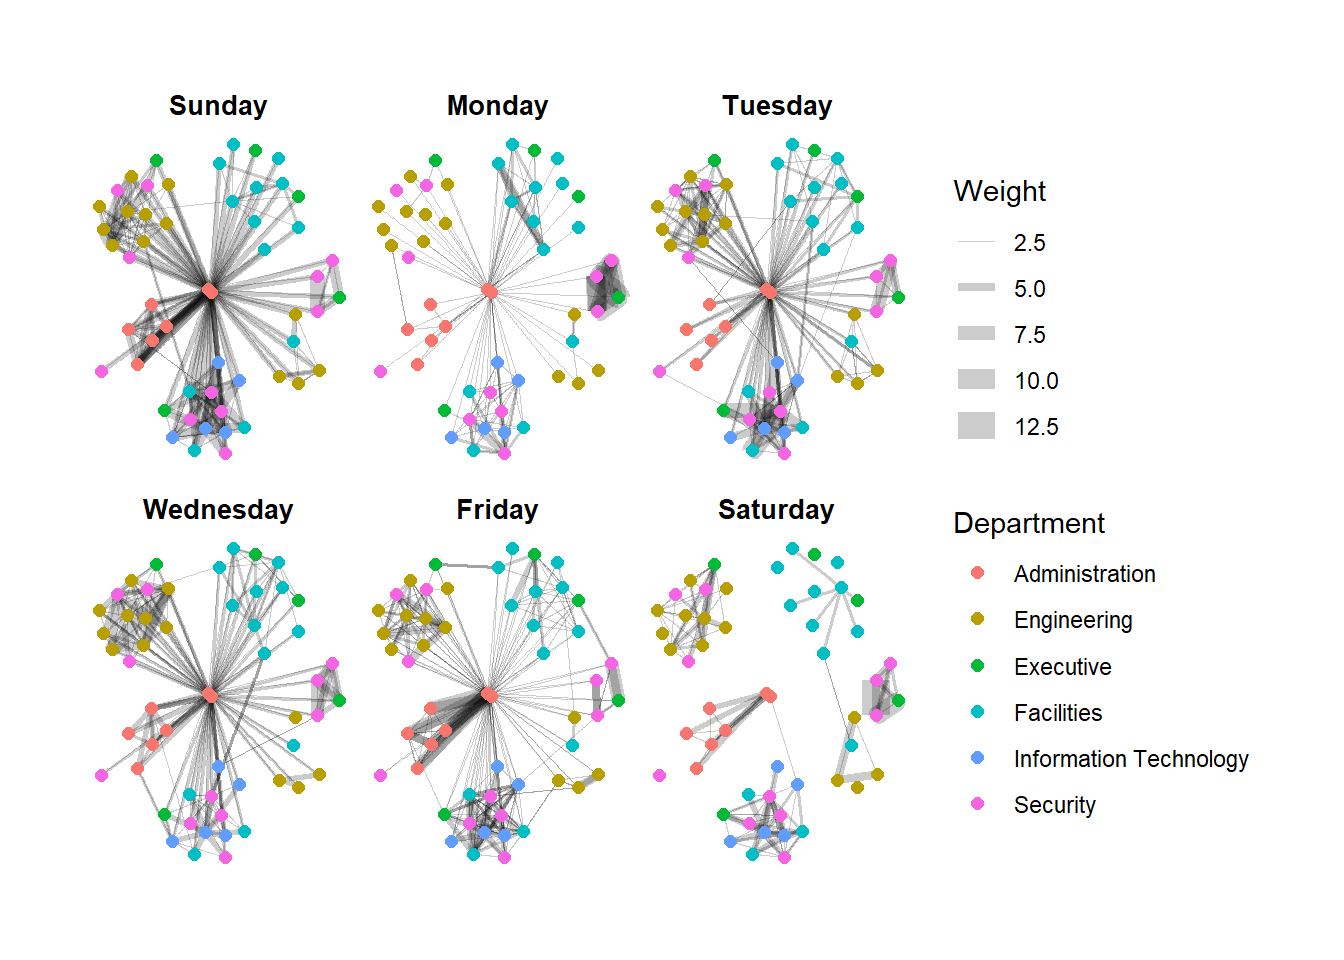 Sunday
Monday
Tuesday
Wednesday
Friday
Saturday
Weight
2.5
5.0
7.5
10.0
12.5
Department
Administration
Engineering
Executive
Facilities
Information Technology
Security